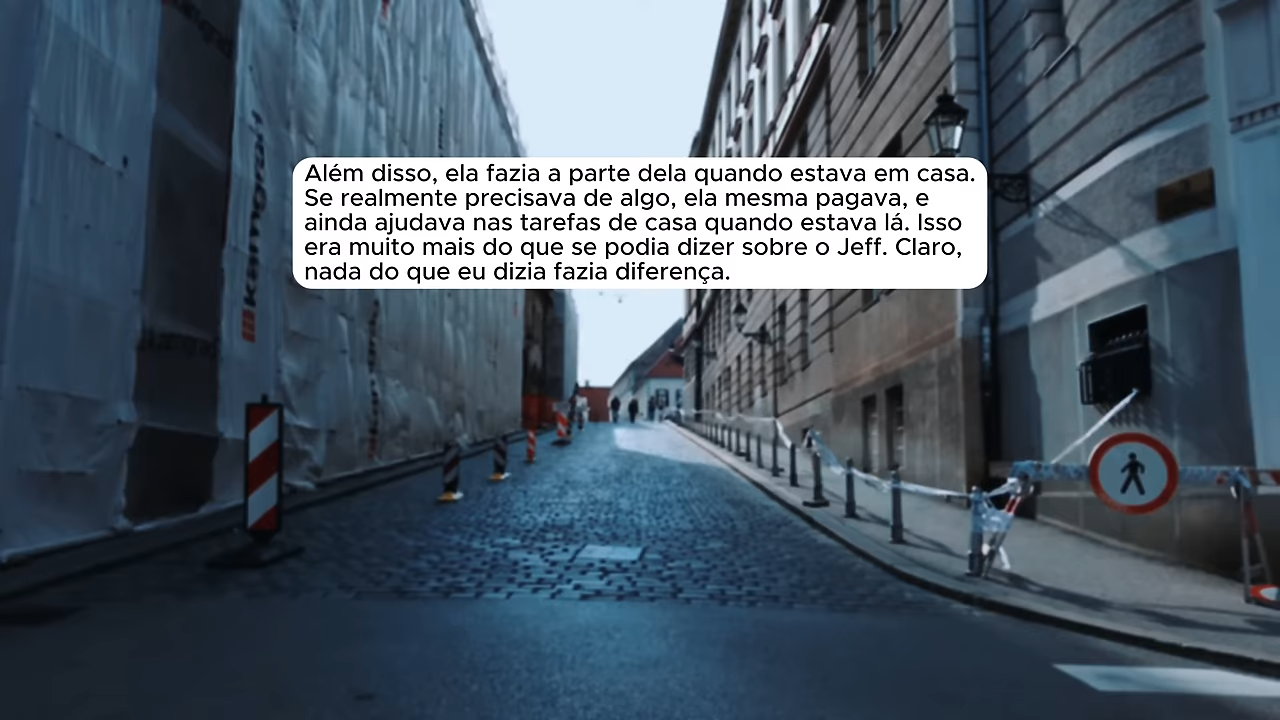 Além disso, ela fazia a parte dela quando estava em casa.
Se realmente precisava de algo, ela mesma pagava, e
ainda ajudava nas tarefas de casa quando estava lá. Isso
era muito mais do que se podia dizer sobre o Jeff. Claro,
nada do que eu dizia fazia diferença.